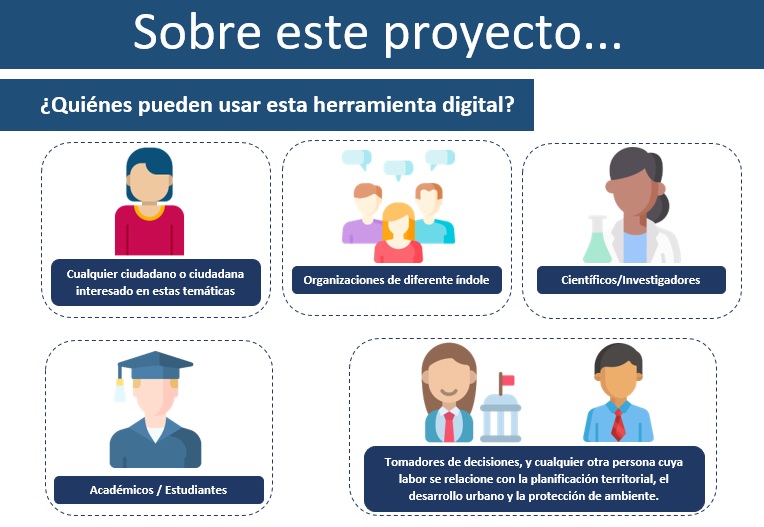 Sobre este proyecto...
¿Quiénes pueden usar esta herramienta digital?
Cualquier ciudadano o ciudadana
interesado en estas temáticas
Organizaciones de diferente índole
Científicos/Investigadores
Académicos / Estudiantes
Tomadores de decisiones, y cualquier otra persona cuya
labor se relacione con la planificación territorial, el
desarrollo urbano y la protección de ambiente.